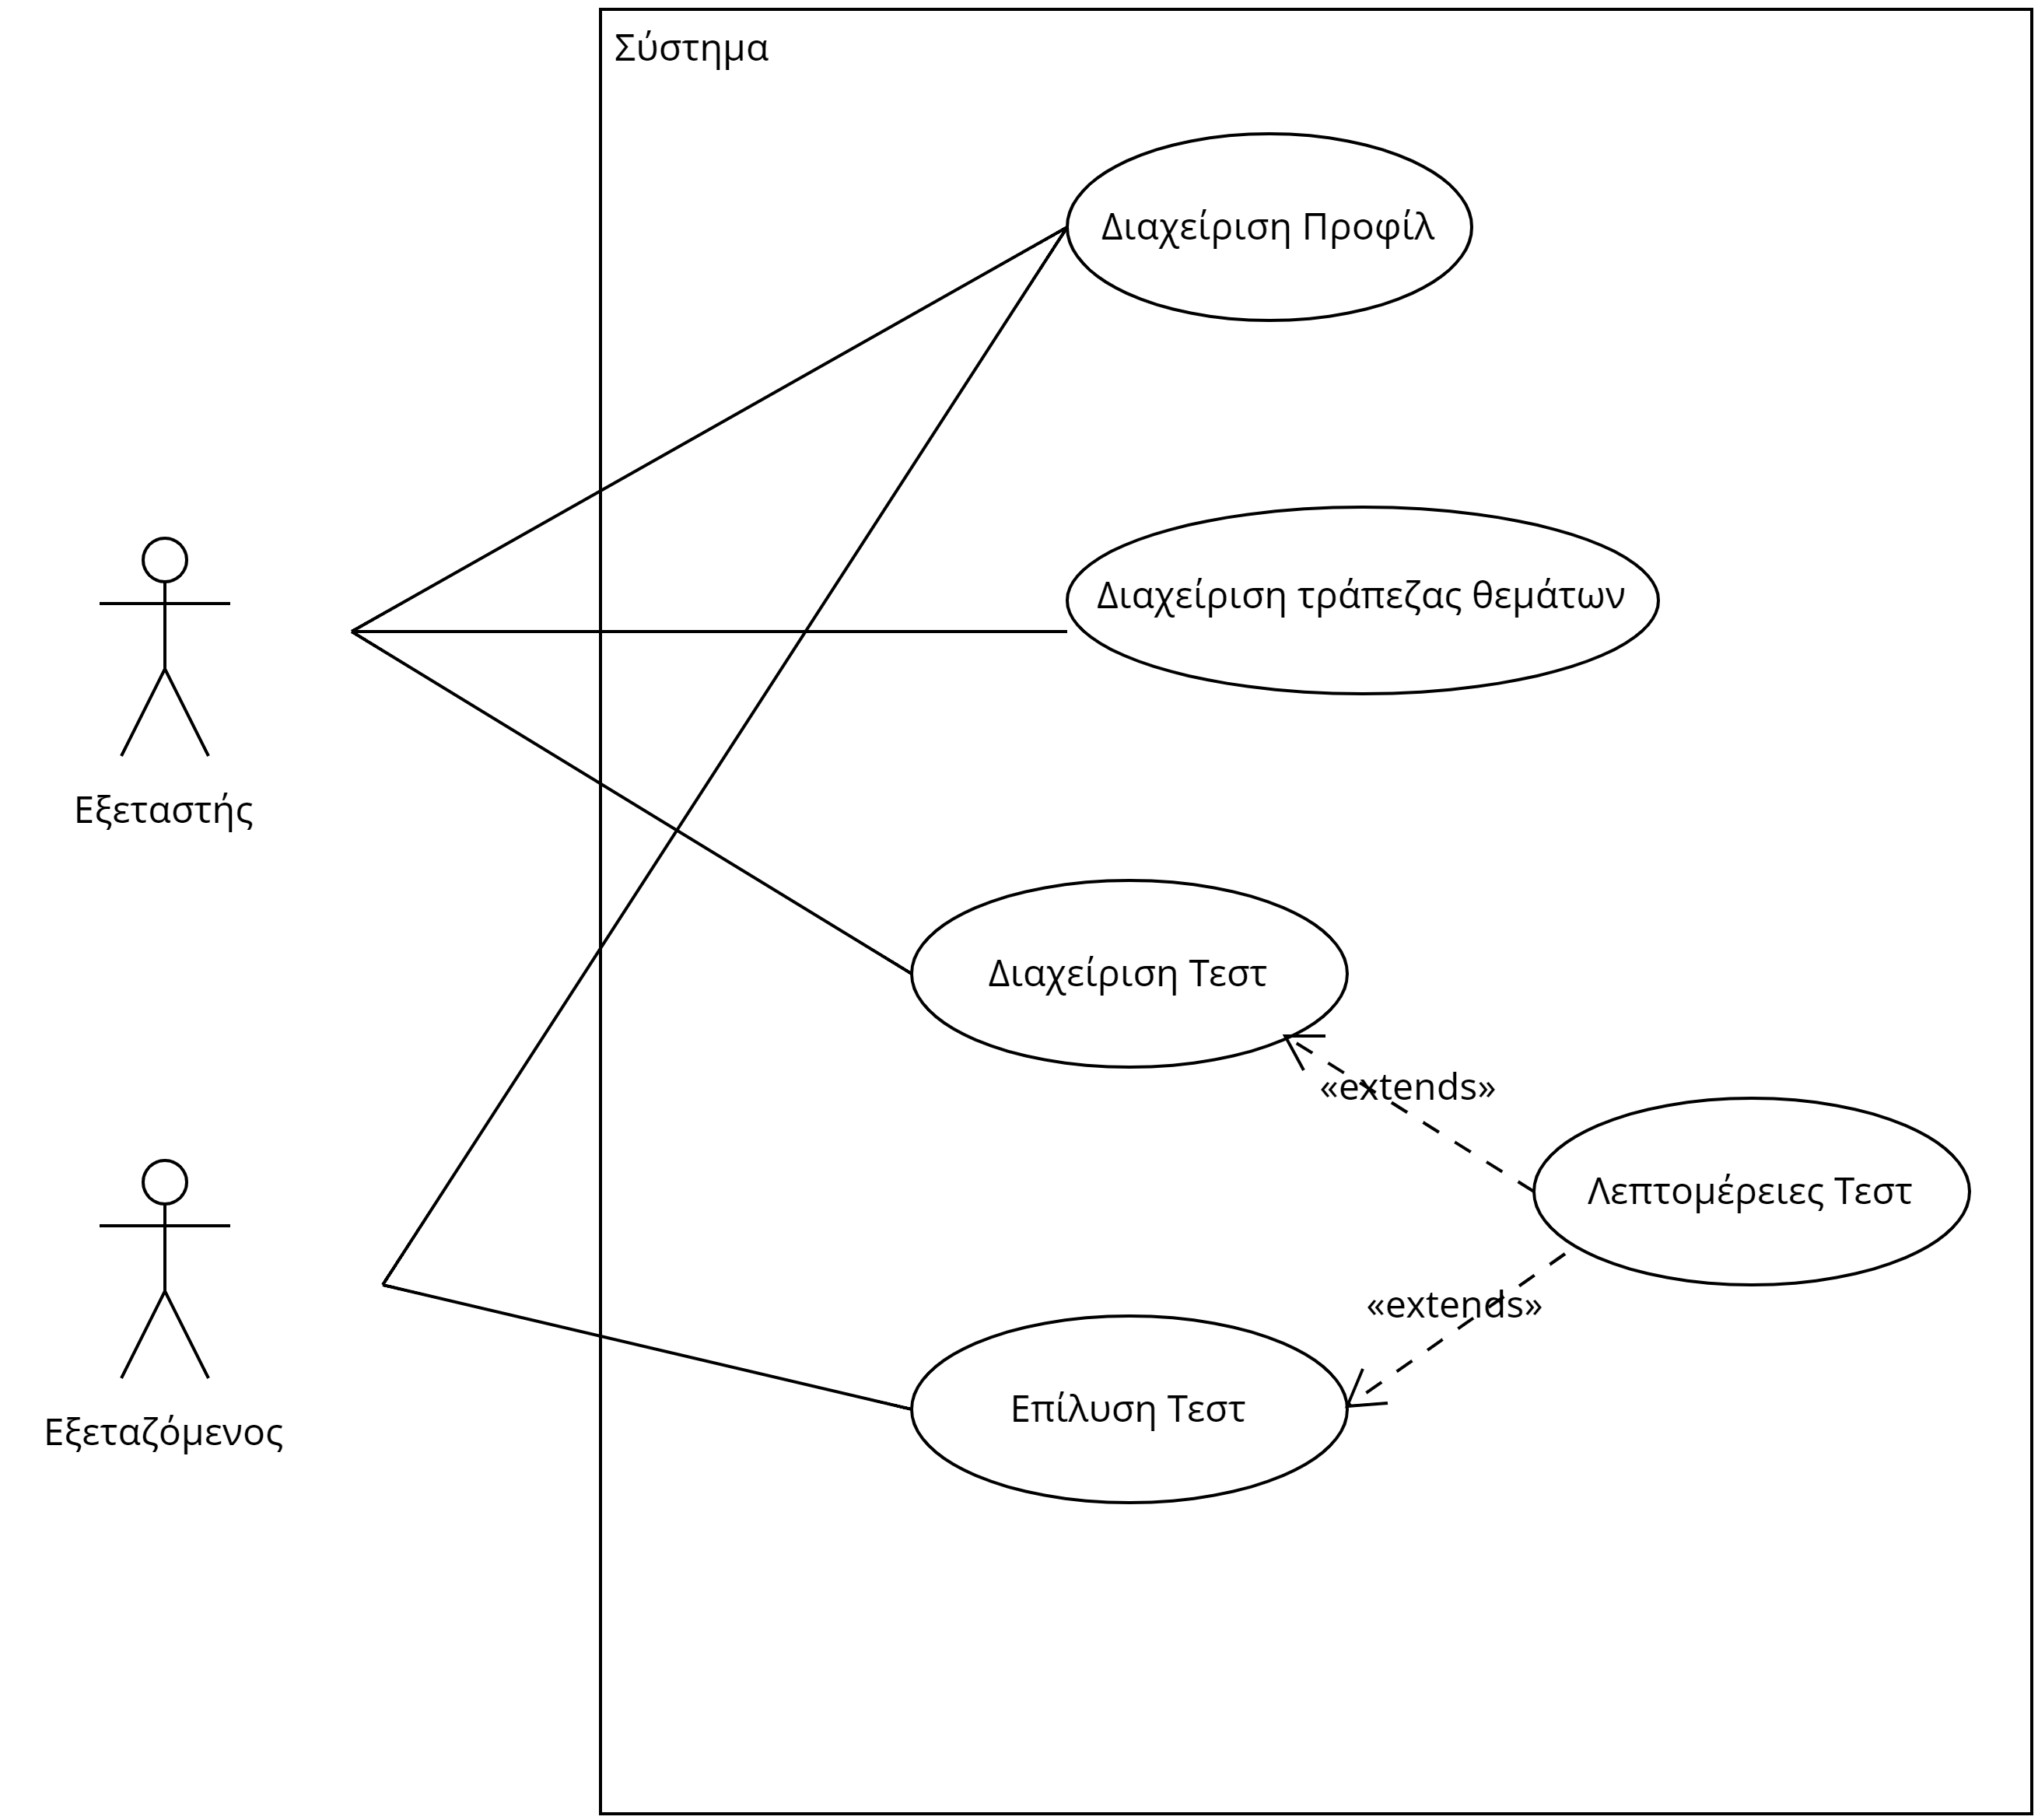 Σύστημα
Διαχείριση Προφίλ
Διαχείριση τράπεζας θεμάτων
Εξεταστής
Διαχείριση Τεστ
«extends»
Λεπτομέρειες Τεστ
«extends»
Επίλυση Τεστ
Εξεταζόμενος